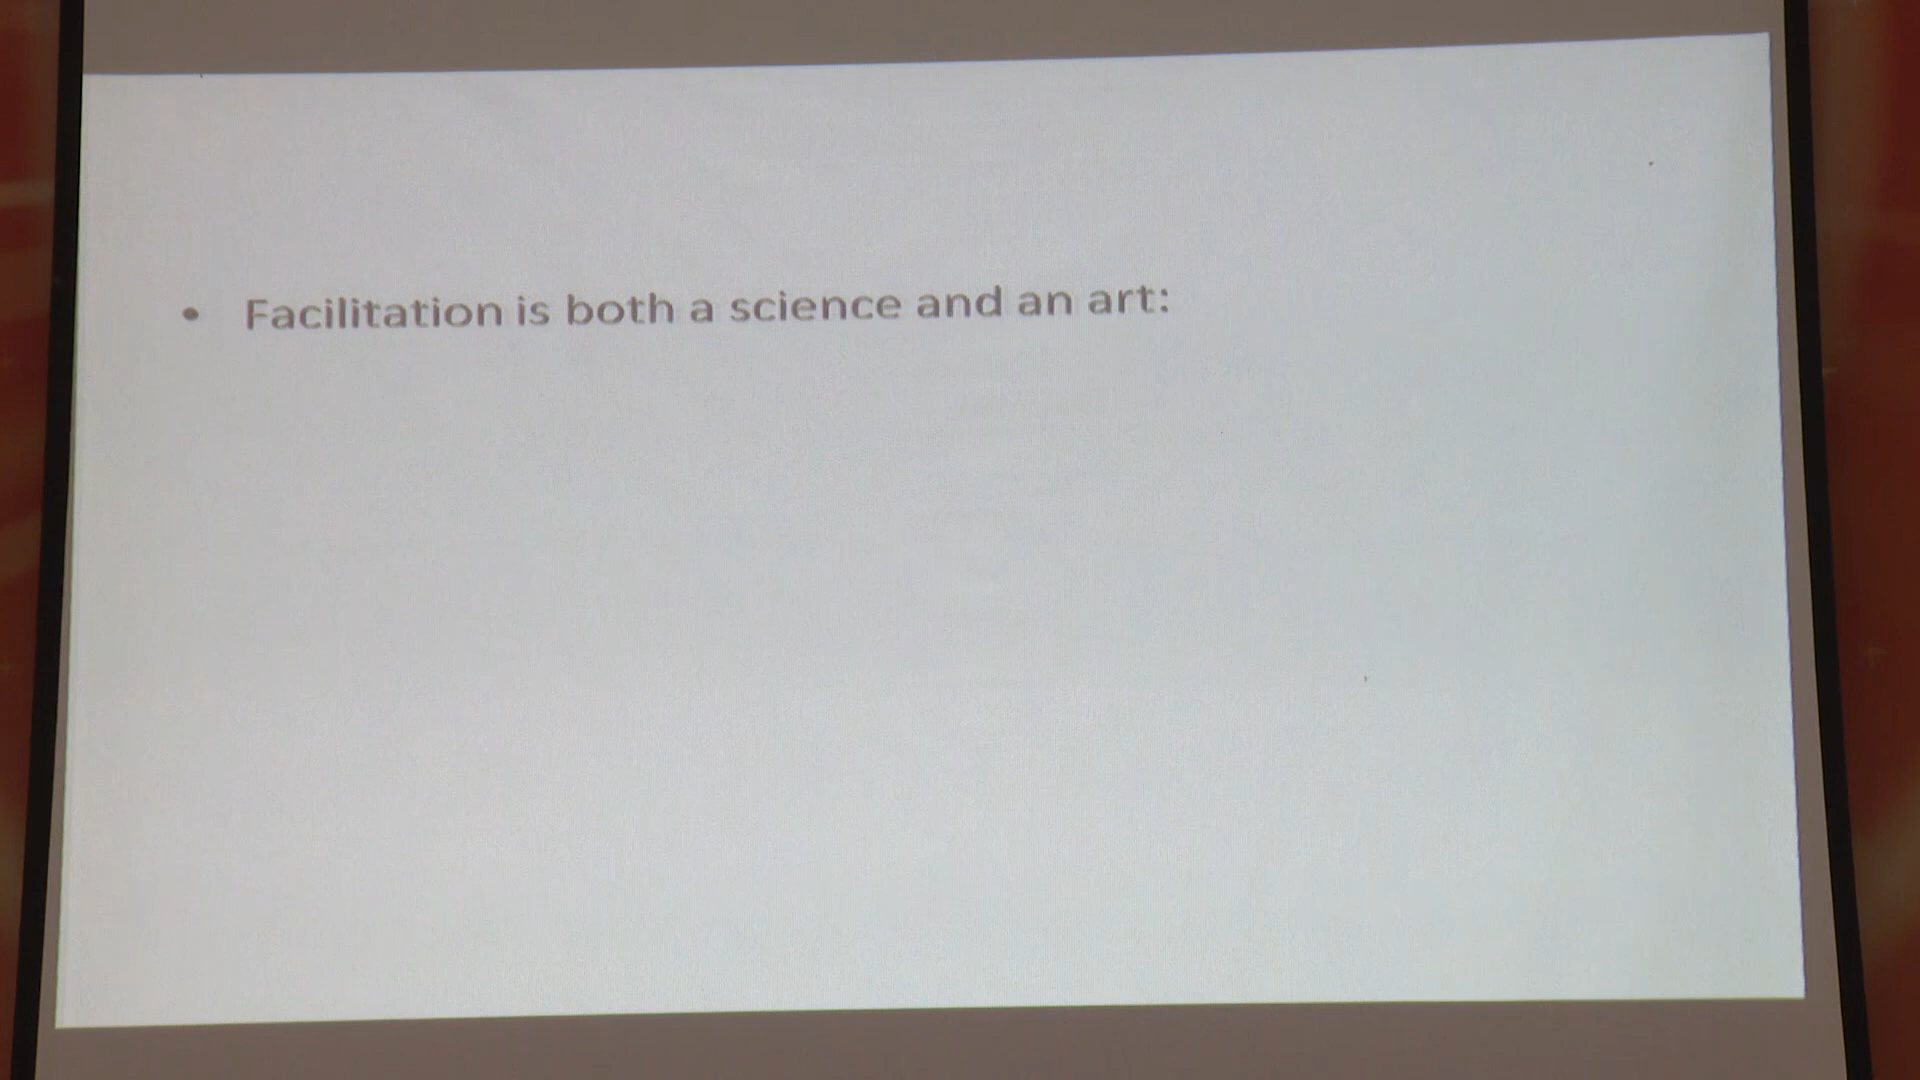 • Facilitation is both a science and an art: